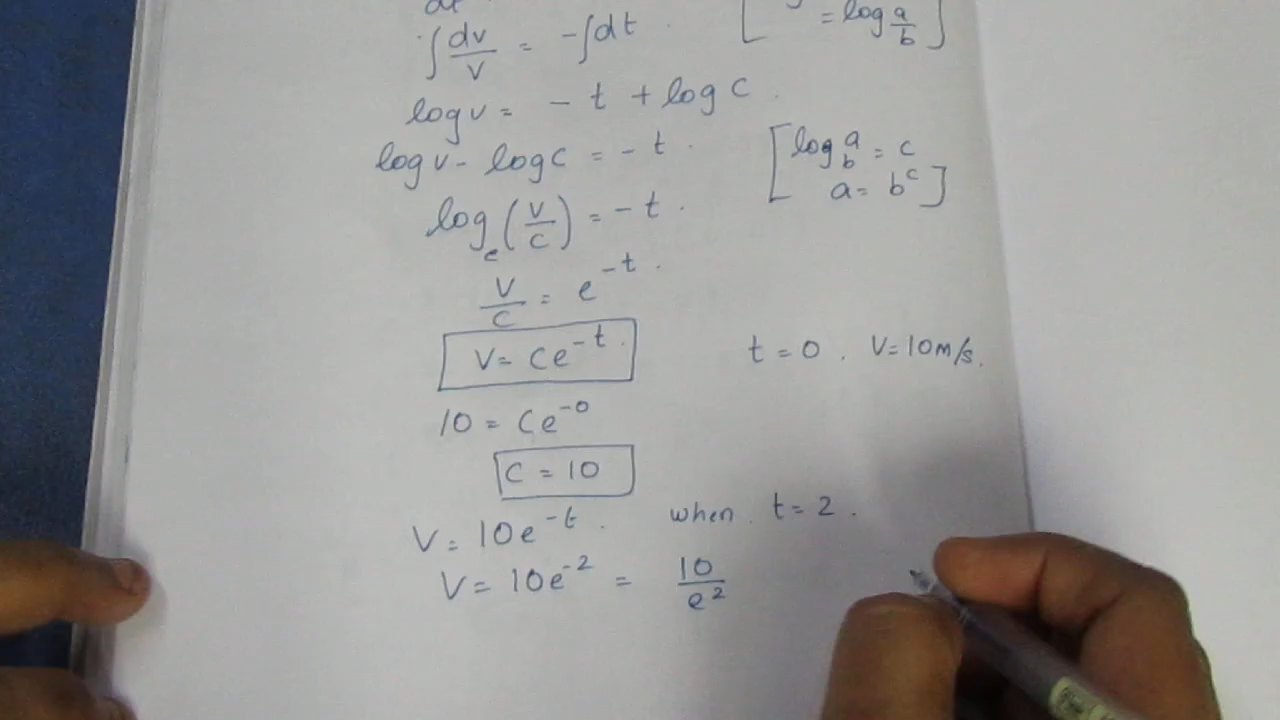 ∫ dv/v = -∫dt
= log a/b ]
log v = - t + log c .
log v - log c = - t .
[ log_b a = c
a = b^c ]
log_e (v/c) = - t .
v/c = e^-t .
V = Ce^-t .
t = 0 . V = 10 m/s .
10 = Ce^-0
C = 10
V = 10e^-t . when . t = 2 .
V = 10e^-2 = 10/e^2